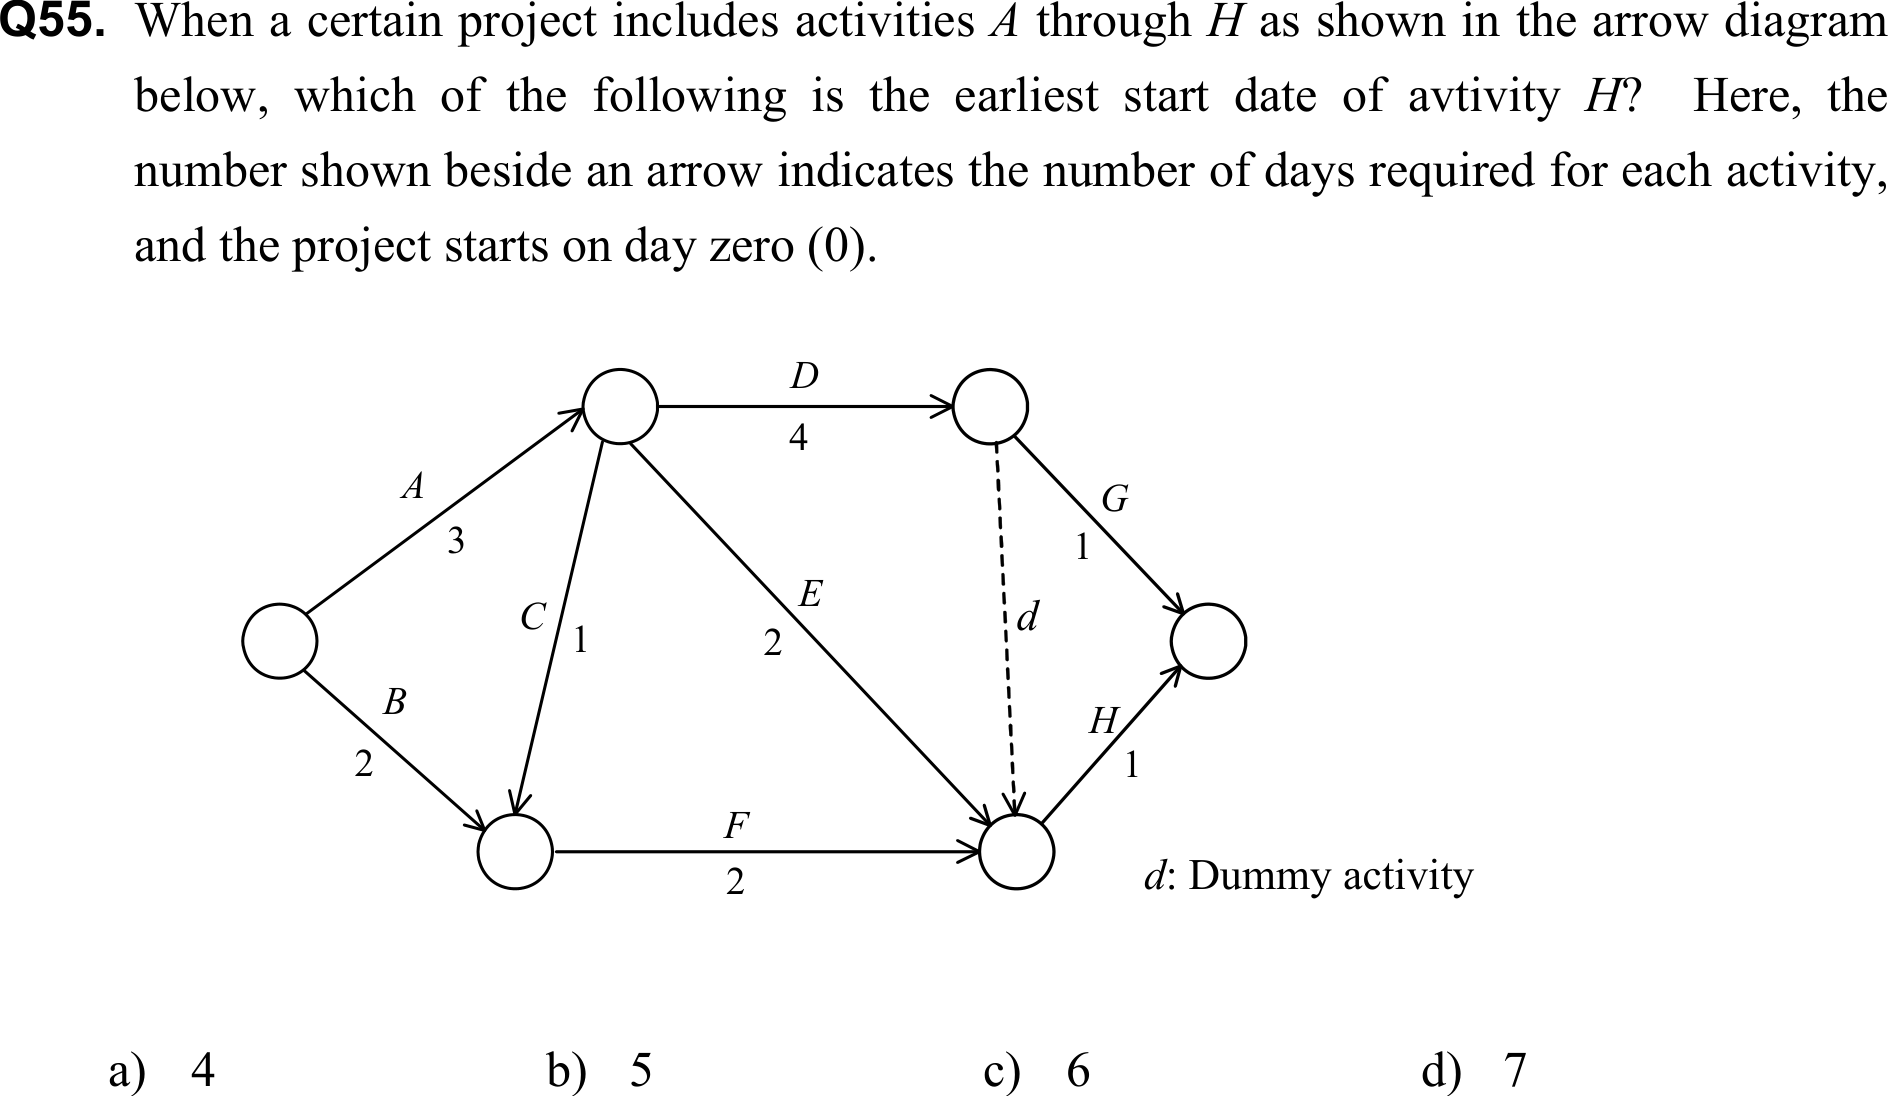 Q55. When a certain project includes activities A through H as shown in the arrow diagram
below, which of the following is the earliest start date of avtivity H? Here, the
number shown beside an arrow indicates the number of days required for each activity,
and the project starts on day zero (0).
D
4
A
3
G
1
E
2
C
1
d
B
2
H
1
F
2
d: Dummy activity
a) 4 b) 5 c) 6 d) 7